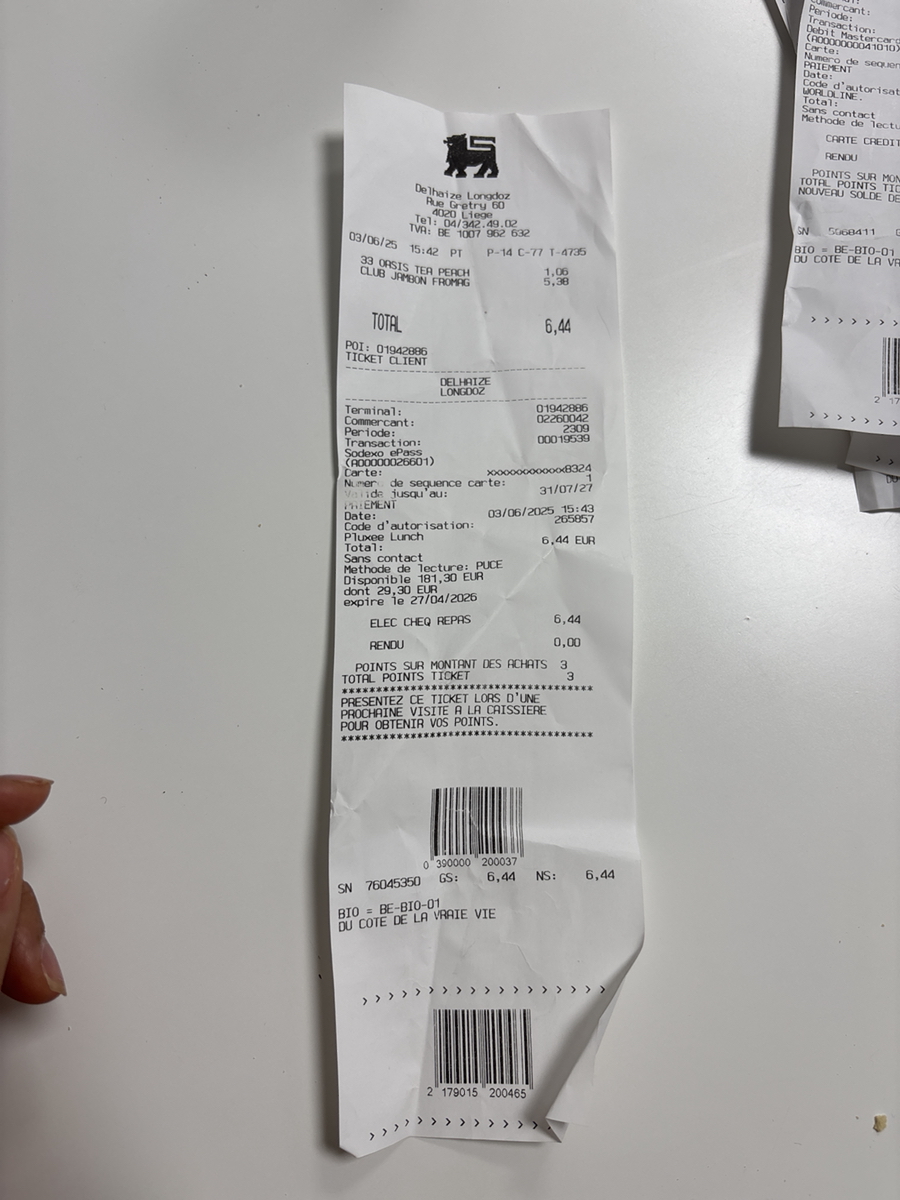 Delhaize Longdoz
Rue Gretry 60
4020 Liege
Tel: 04/342.49.02
TVA: BE 1007 962 632
03/06/25 15:42 PT P-14 C-77 T-4735
33 OASIS TEA PEACH 1,06
CLUB JAMBON FROMAG 5,38
TOTAL 6,44
POI: 01942886
TICKET CLIENT
DELHAIZE
LONGDOZ
Terminal: 01942886
Commercant: 02260042
Periode: 2309
Transaction: 00019539
Sodexo ePass
(A00000026601)
Carte: xxxxxxxxxxxx8324
Numero de sequence carte: 1
Valide jusqu'au: 31/07/27
PAIEMENT
Date: 03/06/2025 15:43
Code d'autorisation: 265857
Pluxee Lunch
Total: 6,44 EUR
Sans contact
Methode de lecture: PUCE
Disponible 181,30 EUR
dont 29,30 EUR
expire le 27/04/2026
ELEC CHEQ REPAS 6,44
RENDU 0,00
POINTS SUR MONTANT DES ACHATS 3
TOTAL POINTS TICKET 3
*****************************************
PRESENTEZ CE TICKET LORS D'UNE
PROCHAINE VISITE A LA CAISSIERE
POUR OBTENIR VOS POINTS.
*****************************************
0 390000 200037
SN 76045350 GS: 6,44 NS: 6,44
BIO = BE-BIO-01
DU COTE DE LA VRAIE VIE
> > > > > > > > > > > > > > >
2 179015 200465
> > > > > > > > > > > > > > >
Commercant:
Periode:
Transaction:
Debit Mastercard
(A0000000041010)
Carte:
Numero de sequen
PAIEMENT
Date:
Code d'autorisat
WORLDLINE.
Total:
Sans contact
Methode de lectu
CARTE CREDIT
RENDU
POINTS SUR MON
TOTAL POINTS TIC
NOUVEAU SOLDE DE
SN 5068411
BIO = BE-BIO-01
DU COTE DE LA VR
> > > > > > >
2 17
> > > > > > >